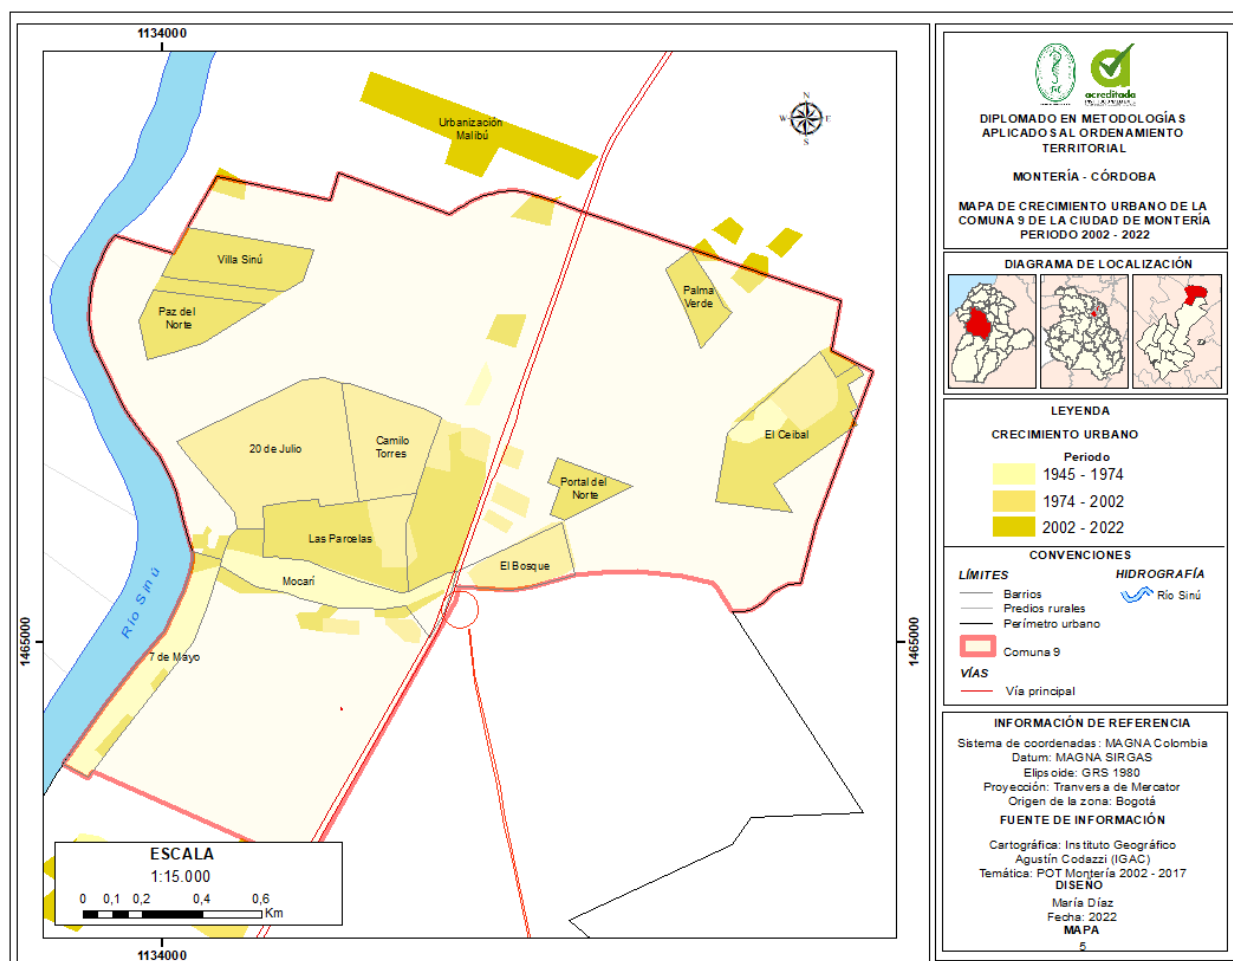 1134000
Urbanización
Malibú
N
W
E
S
Villa Sinú
Paz del
Norte
Palma
Verde
20 de Julio
Camilo
Torres
El Ceibal
Portal del
Norte
Las Parcelas
El Bosque
Mocarí
Río Sinú
7 de Mayo
1465000
1465000
ESCALA
1:15.000
0 0,1 0,2 0,4 0,6
Km
1134000
acreditada
DIPLOMADO EN METODOLOGÍAS
APLICADOS AL ORDENAMIENTO
TERRITORIAL
MONTERÍA - CÓRDOBA
MAPA DE CRECIMIENTO URBANO DE LA
COMUNA 9 DE LA CIUDAD DE MONTERÍA
PERIODO 2002 - 2022
DIAGRAMA DE LOCALIZACIÓN
LEYENDA
CRECIMIENTO URBANO
Periodo
1945 - 1974
1974 - 2002
2002 - 2022
CONVENCIONES
LÍMITES
HIDROGRAFÍA
Barrios
Río Sinú
Predios rurales
Perímetro urbano
Comuna 9
VÍAS
Vía principal
INFORMACIÓN DE REFERENCIA
Sistema de coordenadas: MAGNA Colombia
Datum: MAGNA SIRGAS
Elipsoide: GRS 1980
Proyección: Tranversa de Mercator
Origen de la zona: Bogotá
FUENTE DE INFORMACIÓN
Cartográfica: Instituto Geográfico
Agustín Codazzi (IGAC)
Temática: POT Montería 2002 - 2017
DISEÑO
María Díaz
Fecha: 2022
MAPA
5